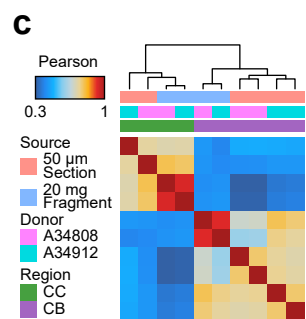 c
Pearson
0.3 1
Source
50 µm
Section
20 mg
Fragment
Donor
A34808
A34912
Region
CC
CB